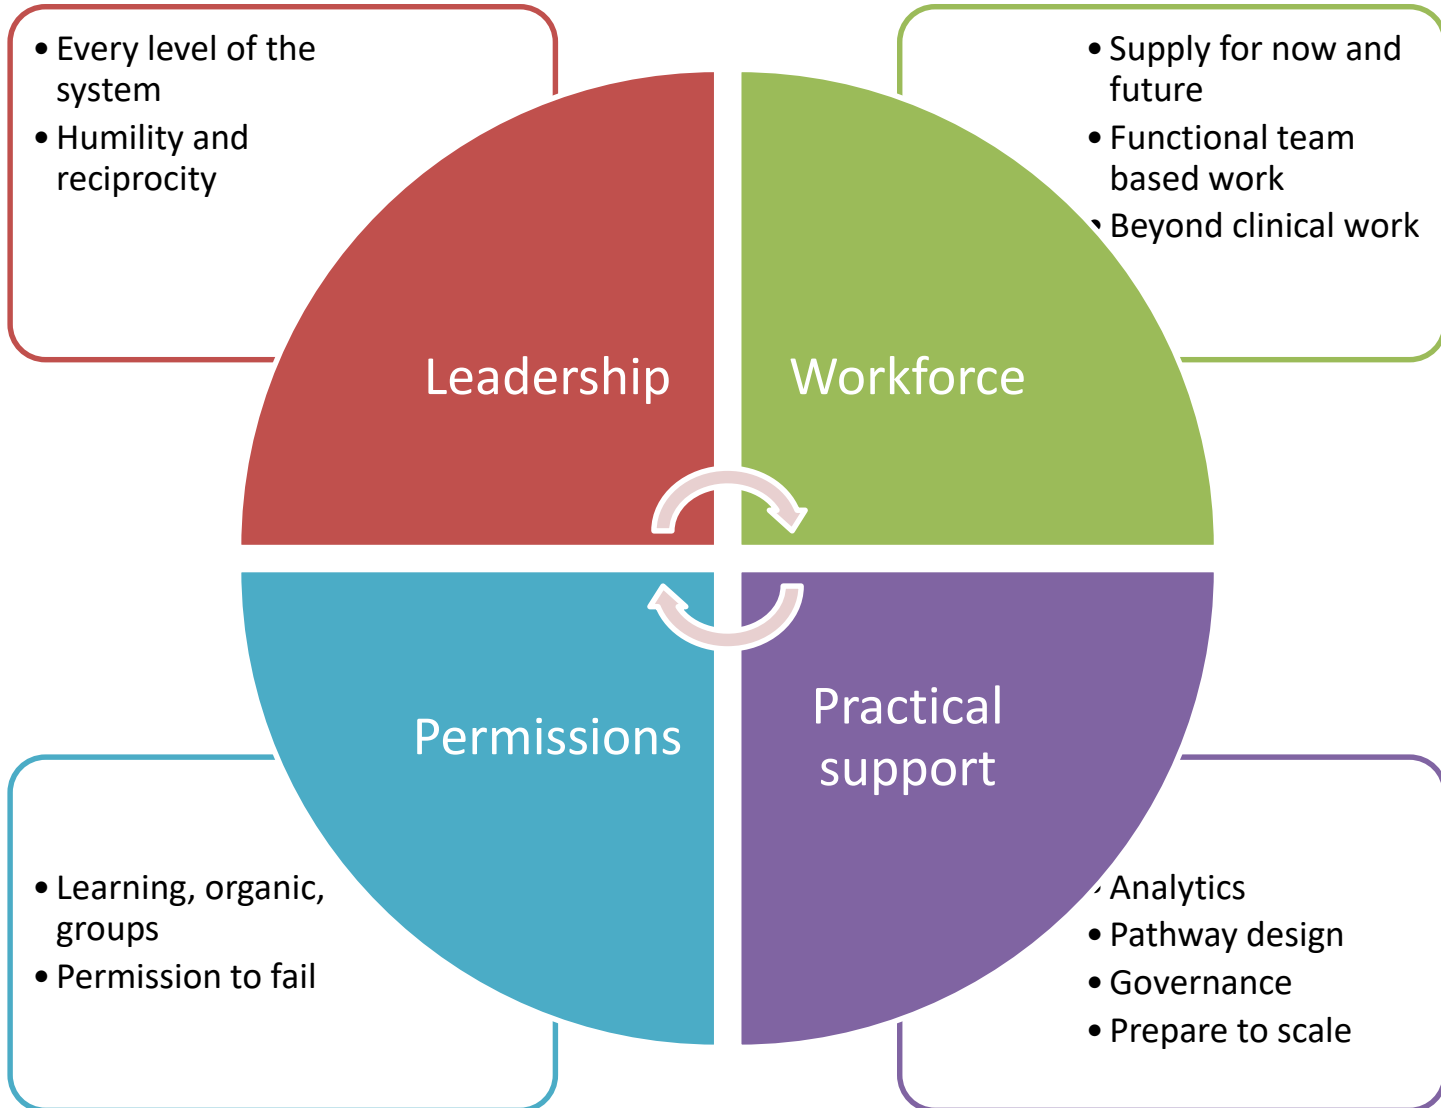 • Every level of the
system
• Humility and
reciprocity
• Supply for now and
future
• Functional team
based work
• Beyond clinical work
Leadership
Workforce
Permissions
Practical
support
• Learning, organic,
groups
• Permission to fail
• Analytics
• Pathway design
• Governance
• Prepare to scale